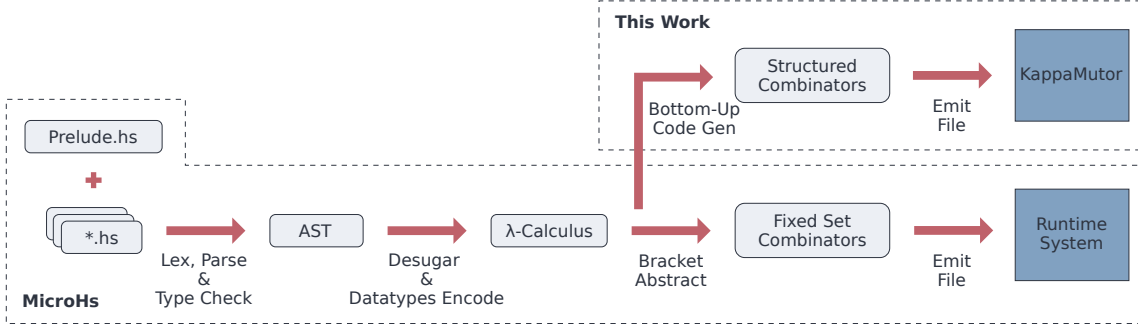 This Work
Structured
Combinators
KappaMutor
Bottom-Up
Code Gen
Emit
File
Prelude.hs
*.hs
AST
λ-Calculus
Fixed Set
Combinators
Runtime
System
Lex, Parse
&
Type Check
Desugar
&
Datatypes Encode
Bracket
Abstract
Emit
File
MicroHs